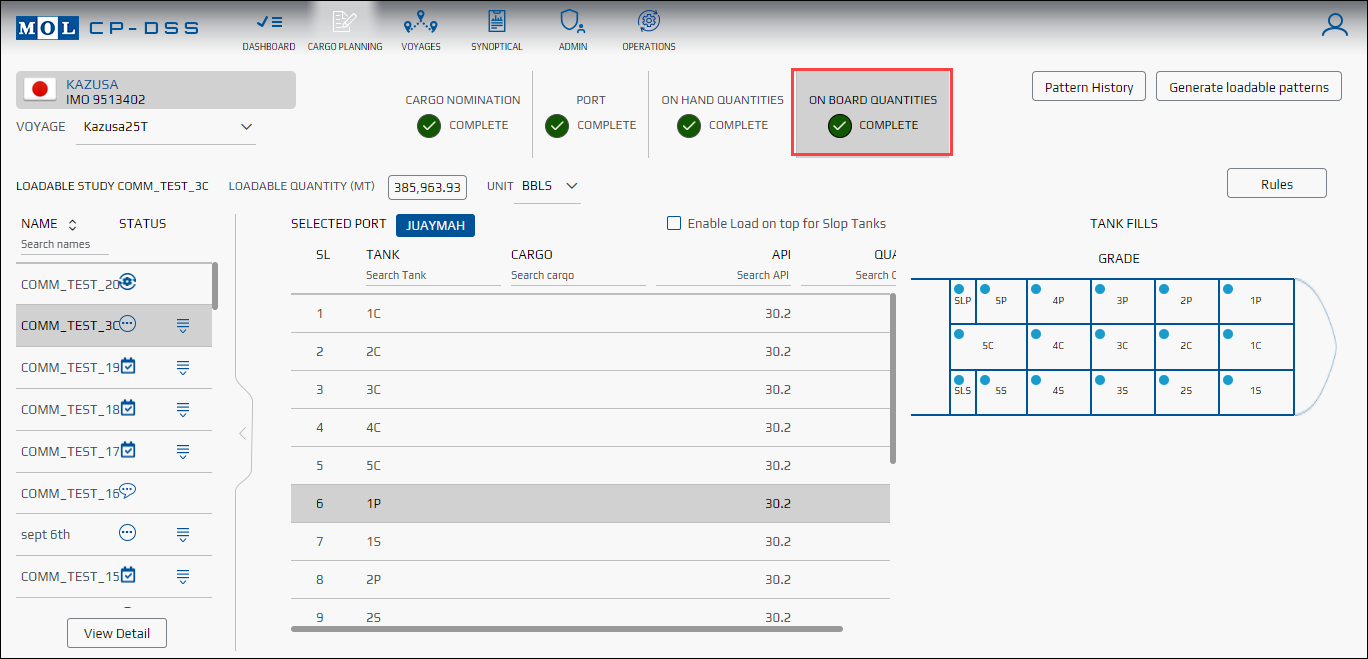 MOL CP-DSS
DASHBOARD CARGO PLANNING VOYAGES SYNOPTICAL ADMIN OPERATIONS
KAZUSA
IMO 9513402
VOYAGE Kazusa25T
CARGO NOMINATION PORT ON HAND QUANTITIES ON BOARD QUANTITIES
COMPLETE COMPLETE COMPLETE COMPLETE
Pattern History Generate loadable patterns
LOADABLE STUDY COMM_TEST_3C LOADABLE QUANTITY (MT) 385,963.93 UNIT BBLS Rules
NAME STATUS
Search names
COMM_TEST_20
COMM_TEST_3C
COMM_TEST_19
COMM_TEST_18
COMM_TEST_17
COMM_TEST_16
sept 6th
COMM_TEST_15
View Detail
SELECTED PORT JUAYMAH Enable Load on top for Slop Tanks
SL TANK CARGO API QUA
Search Tank Search cargo Search API Search
1 1C 30.2
2 2C 30.2
3 3C 30.2
4 4C 30.2
5 5C 30.2
6 1P 30.2
7 1S 30.2
8 2P 30.2
9 2S 30.2
TANK FILLS
GRADE
SLP 5P 4P 3P 2P 1P
5C 4C 3C 2C 1C
SLS 5S 4S 3S 2S 1S